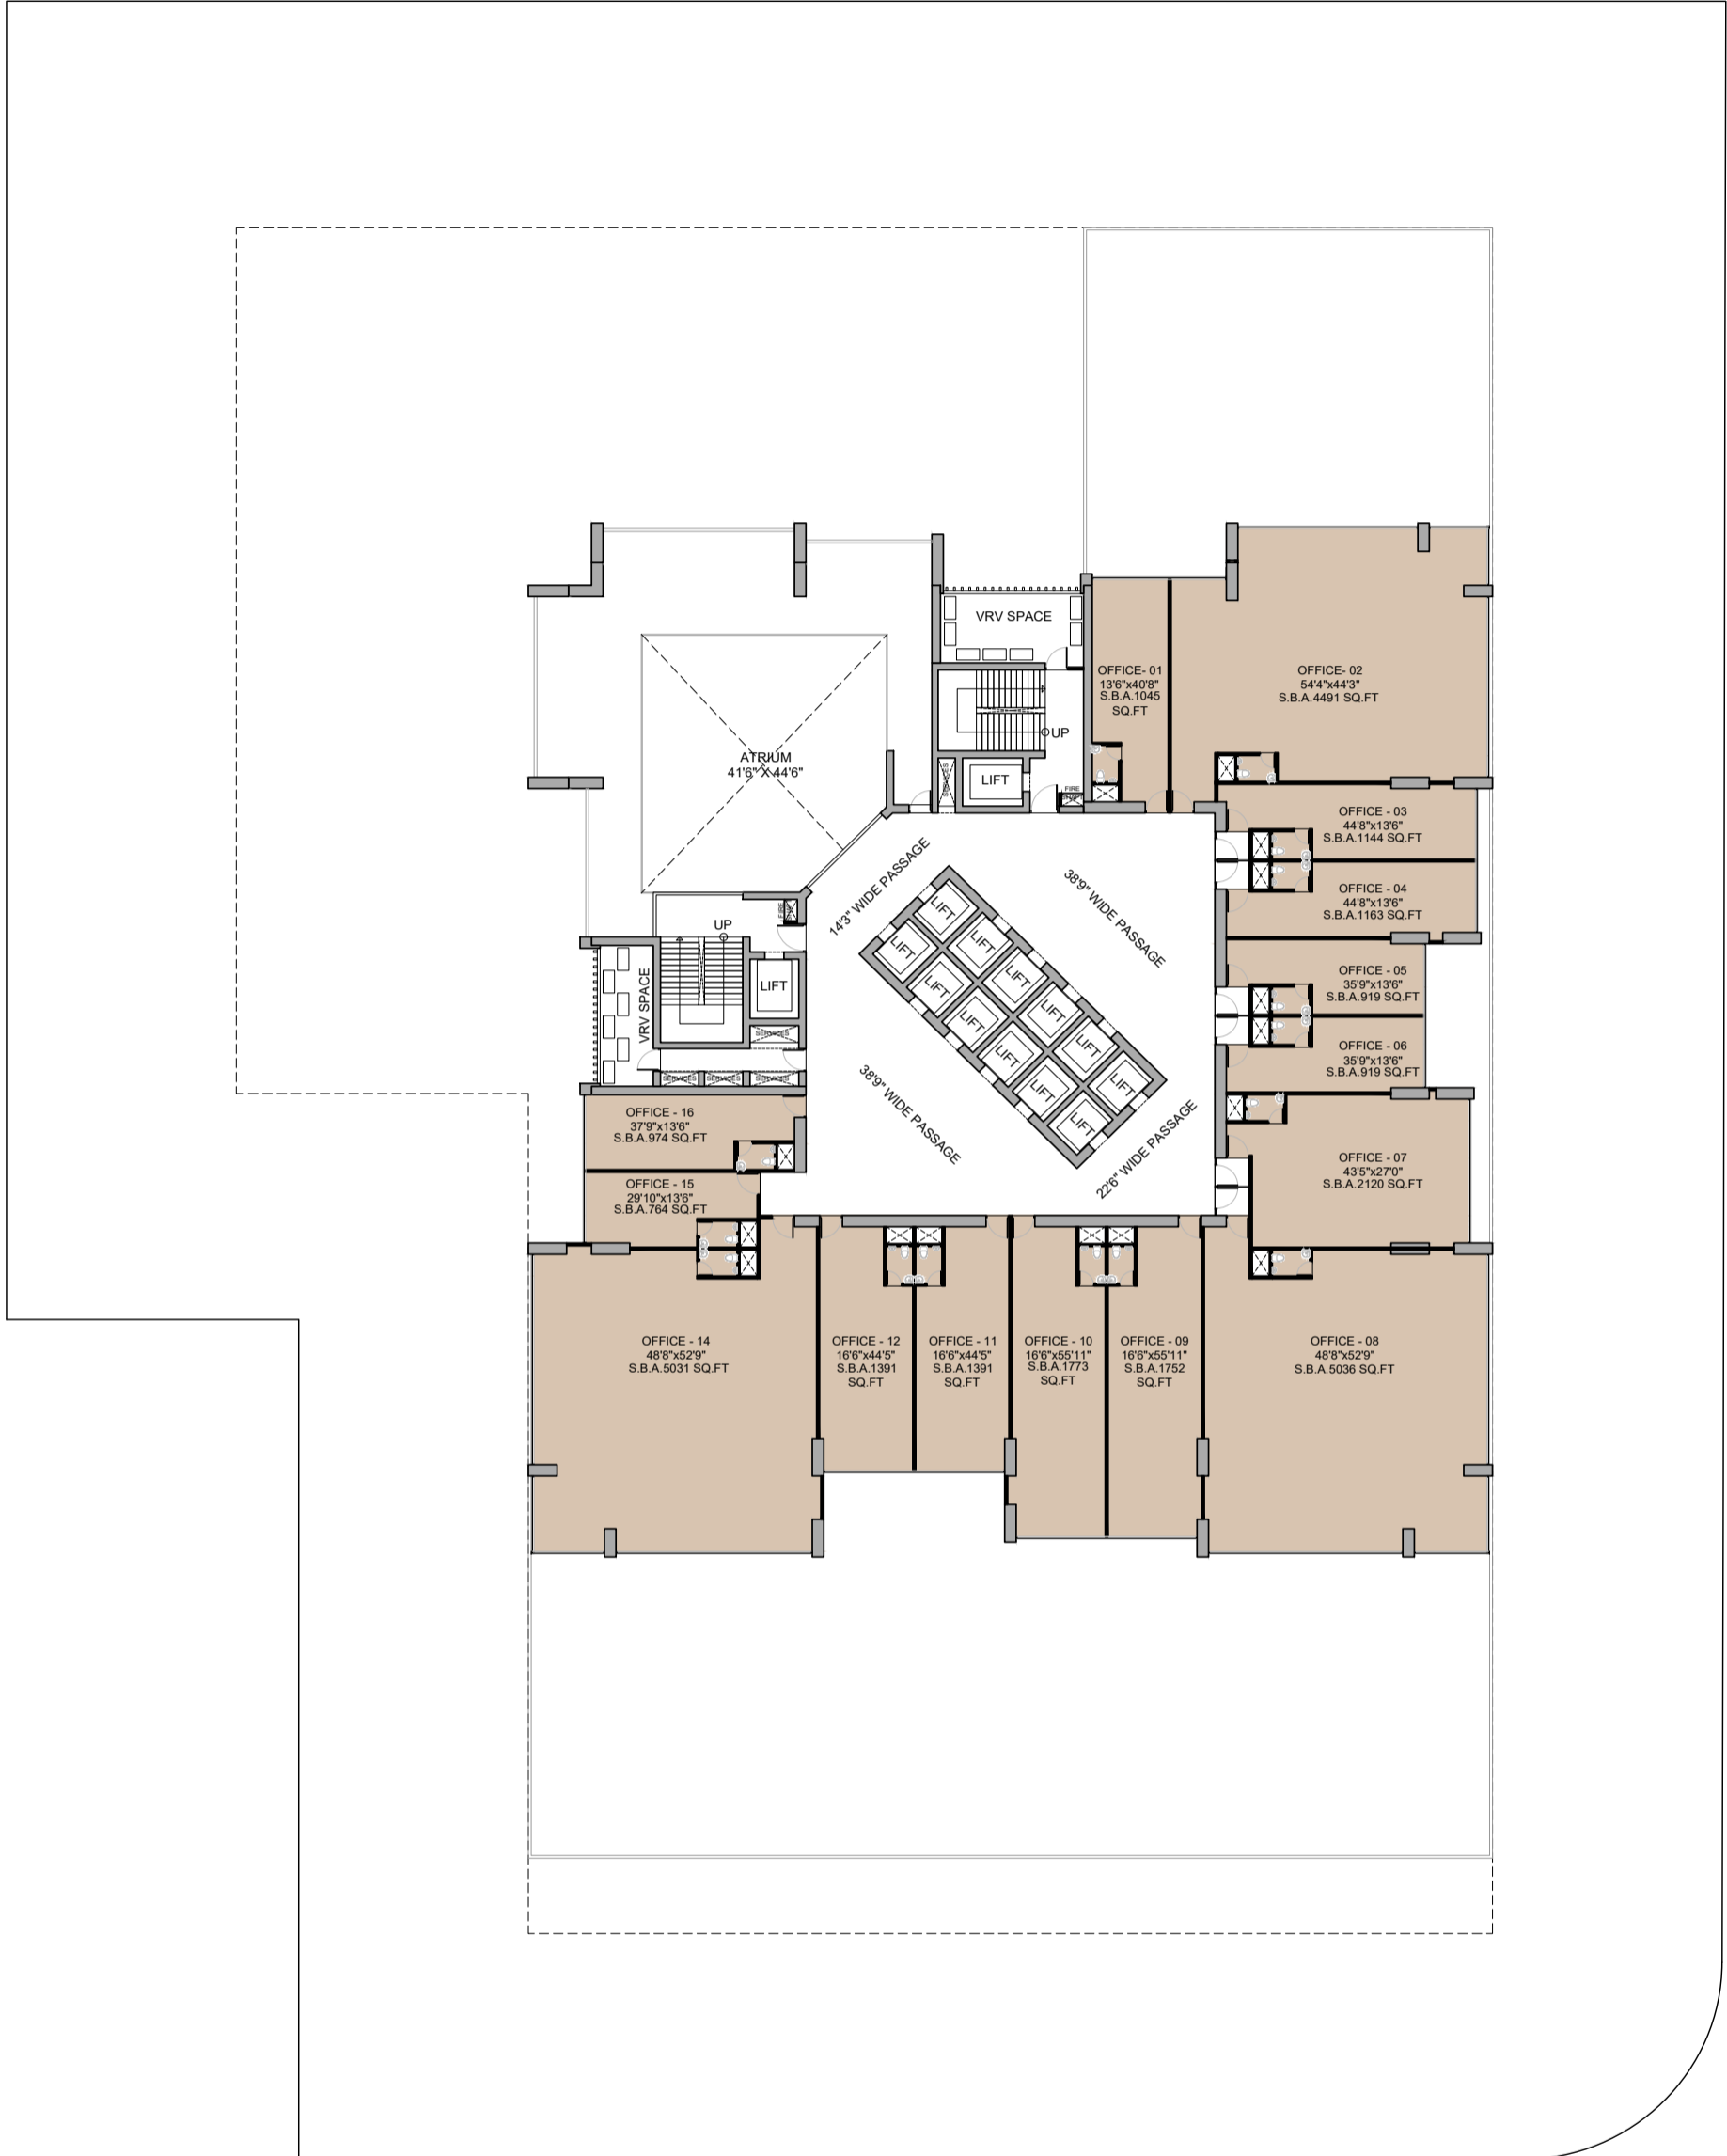 VRV SPACE
OFFICE- 01
13'6"x40'8"
S.B.A.1045
SQ.FT
OFFICE- 02
54'4"x44'3"
S.B.A.4491 SQ.FT
UP
LIFT
SERVICES
FIRE
ATRIUM
41'6" X 44'6"
OFFICE - 03
44'8"x13'6"
S.B.A.1144 SQ.FT
OFFICE - 04
44'8"x13'6"
S.B.A.1163 SQ.FT
14'3" WIDE PASSAGE
38'9" WIDE PASSAGE
LIFT
LIFT
LIFT
LIFT
LIFT
LIFT
LIFT
LIFT
LIFT
LIFT
LIFT
LIFT
38'9" WIDE PASSAGE
22'6" WIDE PASSAGE
UP
FIRE
LIFT
VRV SPACE
SERVICES
SERVICES
SERVICES
SERVICES
OFFICE - 05
35'9"x13'6"
S.B.A.919 SQ.FT
OFFICE - 06
35'9"x13'6"
S.B.A.919 SQ.FT
OFFICE - 07
43'5"x27'0"
S.B.A.2120 SQ.FT
OFFICE - 16
37'9"x13'6"
S.B.A.974 SQ.FT
OFFICE - 15
29'10"x13'6"
S.B.A.764 SQ.FT
OFFICE - 14
48'8"x52'9"
S.B.A.5031 SQ.FT
OFFICE - 12
16'6"x44'5"
S.B.A.1391
SQ.FT
OFFICE - 11
16'6"x44'5"
S.B.A.1391
SQ.FT
OFFICE - 10
16'6"x55'11"
S.B.A.1773
SQ.FT
OFFICE - 09
16'6"x55'11"
S.B.A.1752
SQ.FT
OFFICE - 08
48'8"x52'9"
S.B.A.5036 SQ.FT